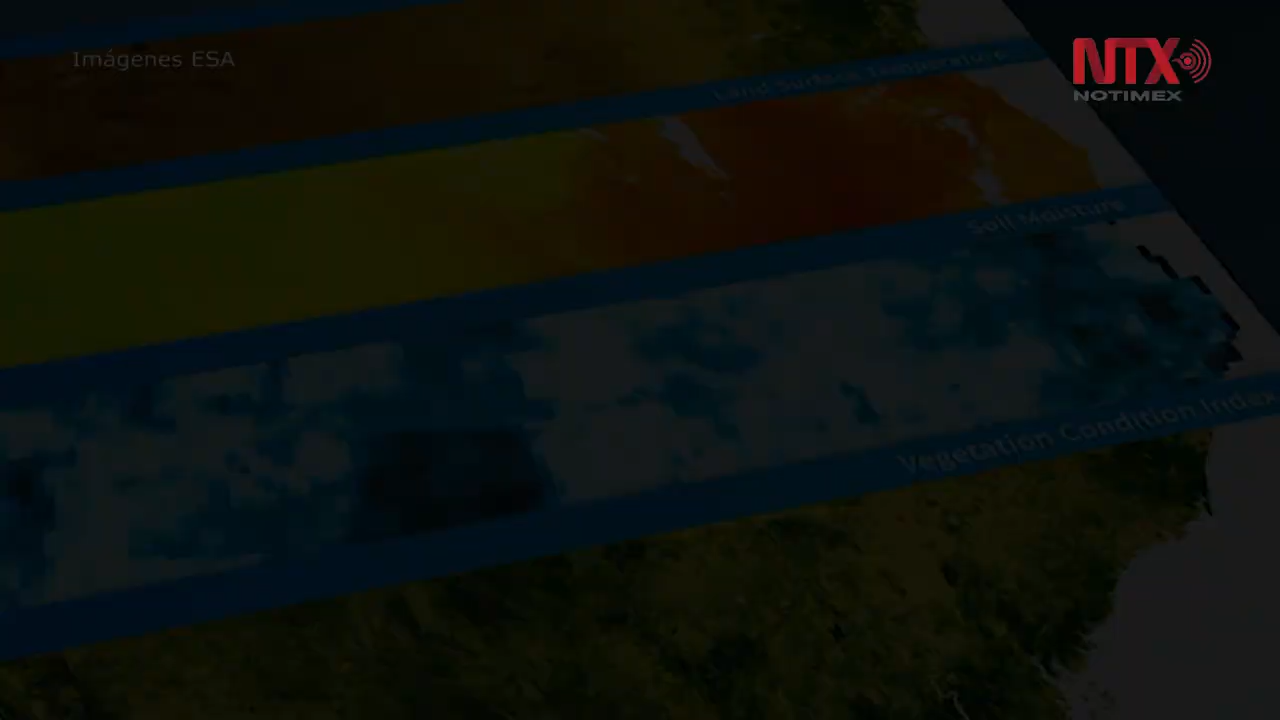 Imágenes ESA
NTX
NOTIMEX
Land Surface Temperature
Soil Moisture
Vegetation Condition Index